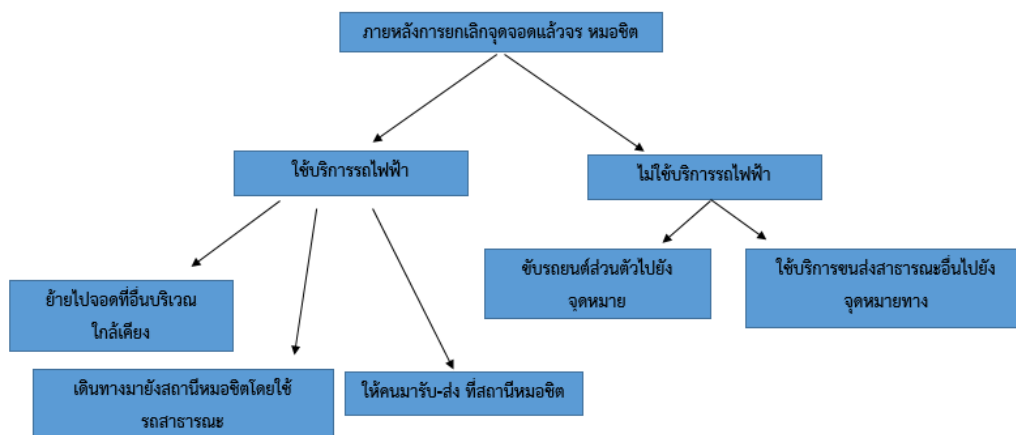 ภายหลังการยกเลิกจุดจอดแล้วจร หมอชิต
ใช้บริการรถไฟฟ้า
ไม่ใช้บริการรถไฟฟ้า
ย้ายไปจอดที่อื่นบริเวณ
ใกล้เคียง
เดินทางมายังสถานีหมอชิตโดยใช้
รถสาธารณะ
ให้คนมารับ-ส่ง ที่สถานีหมอชิต
ขับรถยนต์ส่วนตัวไปยัง
จุดหมาย
ใช้บริการขนส่งสาธารณะอื่นไปยัง
จุดหมายทาง